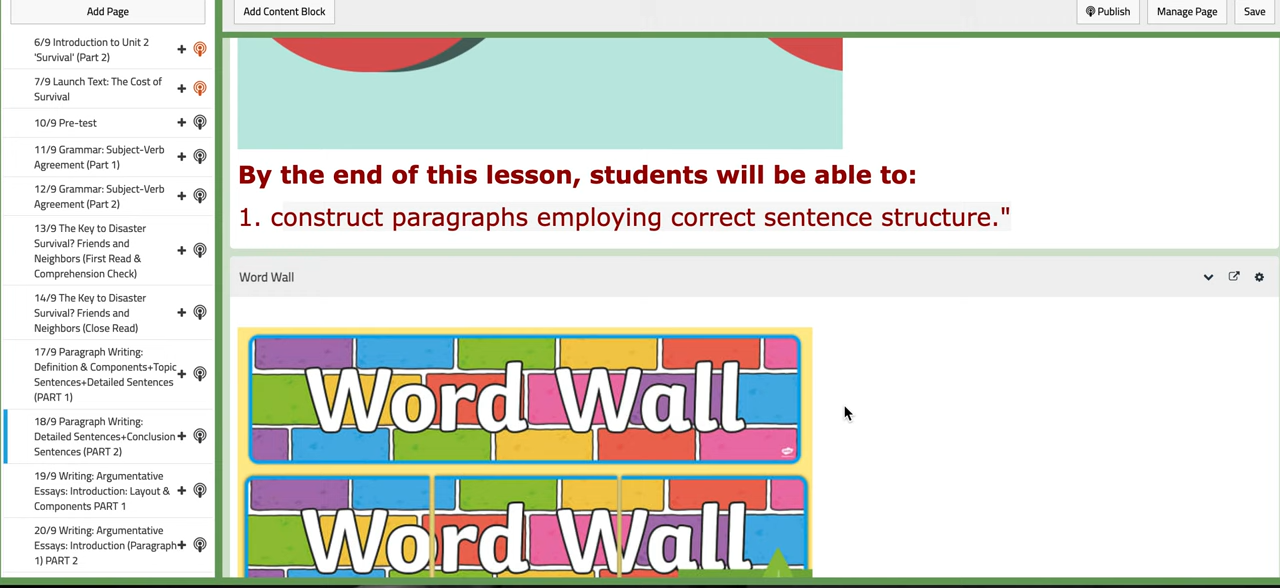 Add Page
Add Content Block
Publish
Manage Page
Save
6/9 Introduction to Unit 2
'Survival' (Part 2)
7/9 Launch Text: The Cost of
Survival
10/9 Pre-test
11/9 Grammar: Subject-Verb
Agreement (Part 1)
12/9 Grammar: Subject-Verb
Agreement (Part 2)
13/9 The Key to Disaster
Survival? Friends and
Neighbors (First Read &
Comprehension Check)
14/9 The Key to Disaster
Survival? Friends and
Neighbors (Close Read)
17/9 Paragraph Writing:
Definition & Components+Topic
Sentences+Detailed Sentences
(PART 1)
18/9 Paragraph Writing:
Detailed Sentences+Conclusion
Sentences (PART 2)
19/9 Writing: Argumentative
Essays: Introduction: Layout &
Components PART 1
20/9 Writing: Argumentative
Essays: Introduction (Paragraph
1) PART 2
By the end of this lesson, students will be able to:
1. construct paragraphs employing correct sentence structure."
Word Wall
Word Wall
Word Wall